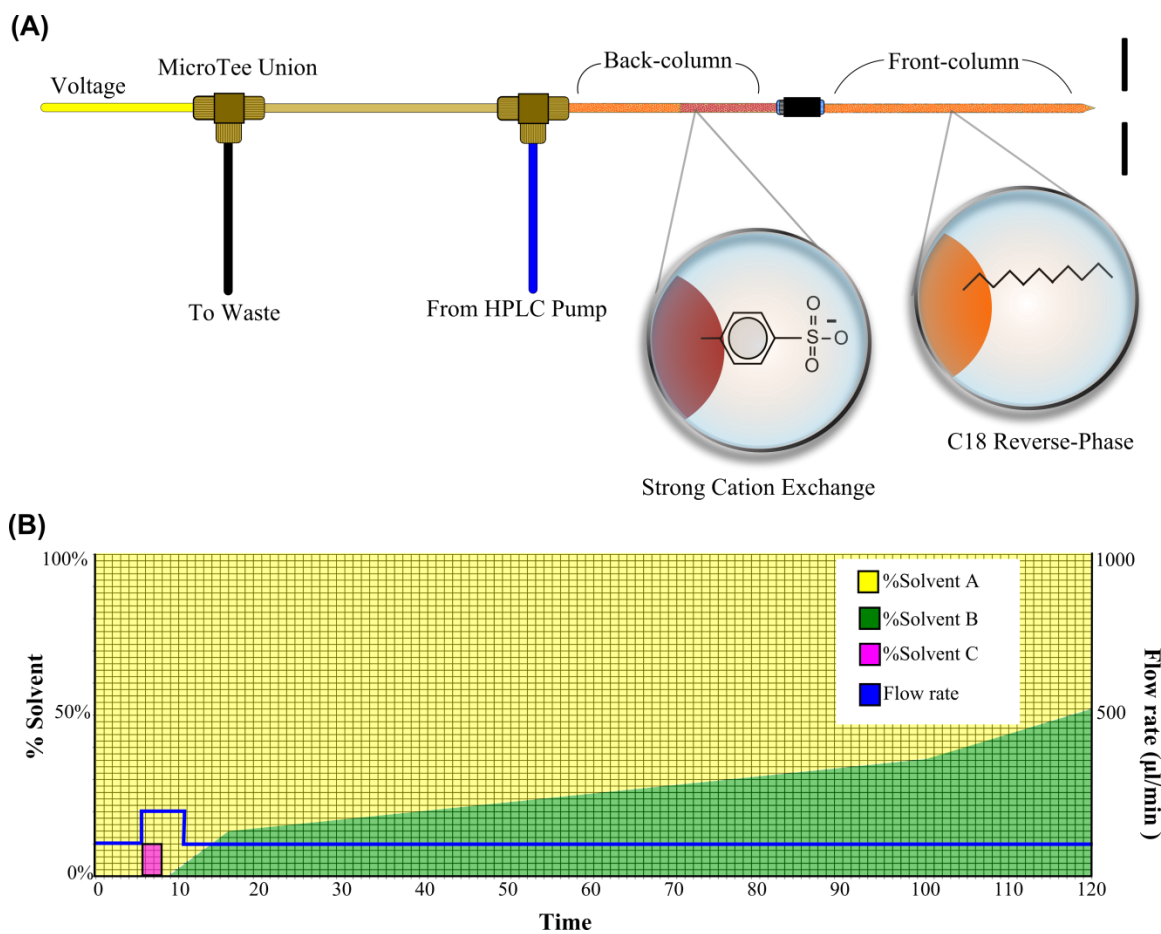 (A)
Voltage
MicroTee Union
Back-column
Front-column
To Waste
From HPLC Pump
O
S
O
O
–
Strong Cation Exchange
C18 Reverse-Phase
(B)
100%
50%
0%
% Solvent
%Solvent A
%Solvent B
%Solvent C
Flow rate
1000
500
Flow rate (µl/min )
0 10 20 30 40 50 60 70 80 90 100 110 120
Time